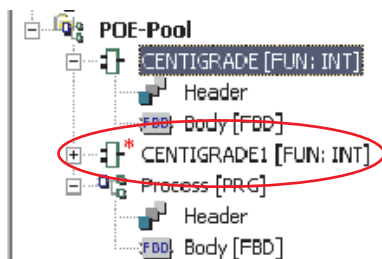 POE-Pool
CENTIGRADE [FUN: INT]
Header
FBD Body [FBD]
* CENTIGRADE1 [FUN: INT]
Process [PRG]
Header
FBD Body [FBD]